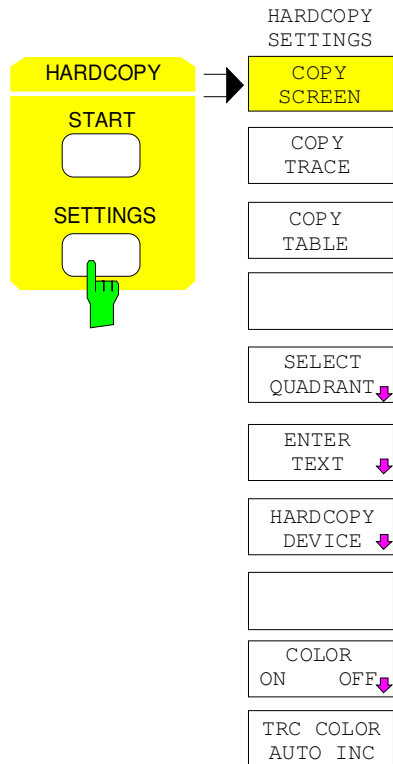 HARDCOPY
START
SETTINGS
HARDCOPY
SETTINGS
COPY
SCREEN
COPY
TRACE
COPY
TABLE
SELECT
QUADRANT
ENTER
TEXT
HARDCOPY
DEVICE
COLOR
ON OFF
TRC COLOR
AUTO INC